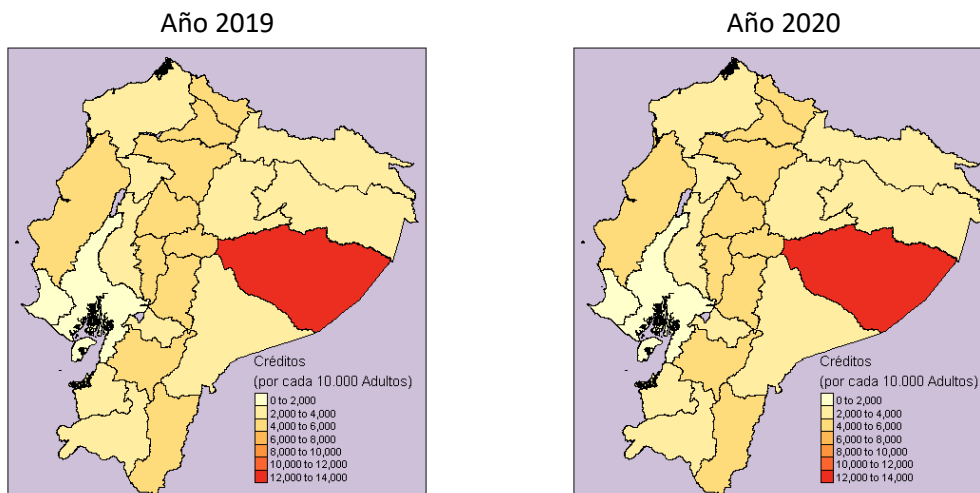 Año 2019
Año 2020
Créditos
(por cada 10.000 Adultos)
0 to 2,000
2,000 to 4,000
4,000 to 6,000
6,000 to 8,000
8,000 to 10,000
10,000 to 12,000
12,000 to 14,000
Créditos
(por cada 10.000 Adultos)
0 to 2,000
2,000 to 4,000
4,000 to 6,000
6,000 to 8,000
8,000 to 10,000
10,000 to 12,000
12,000 to 14,000